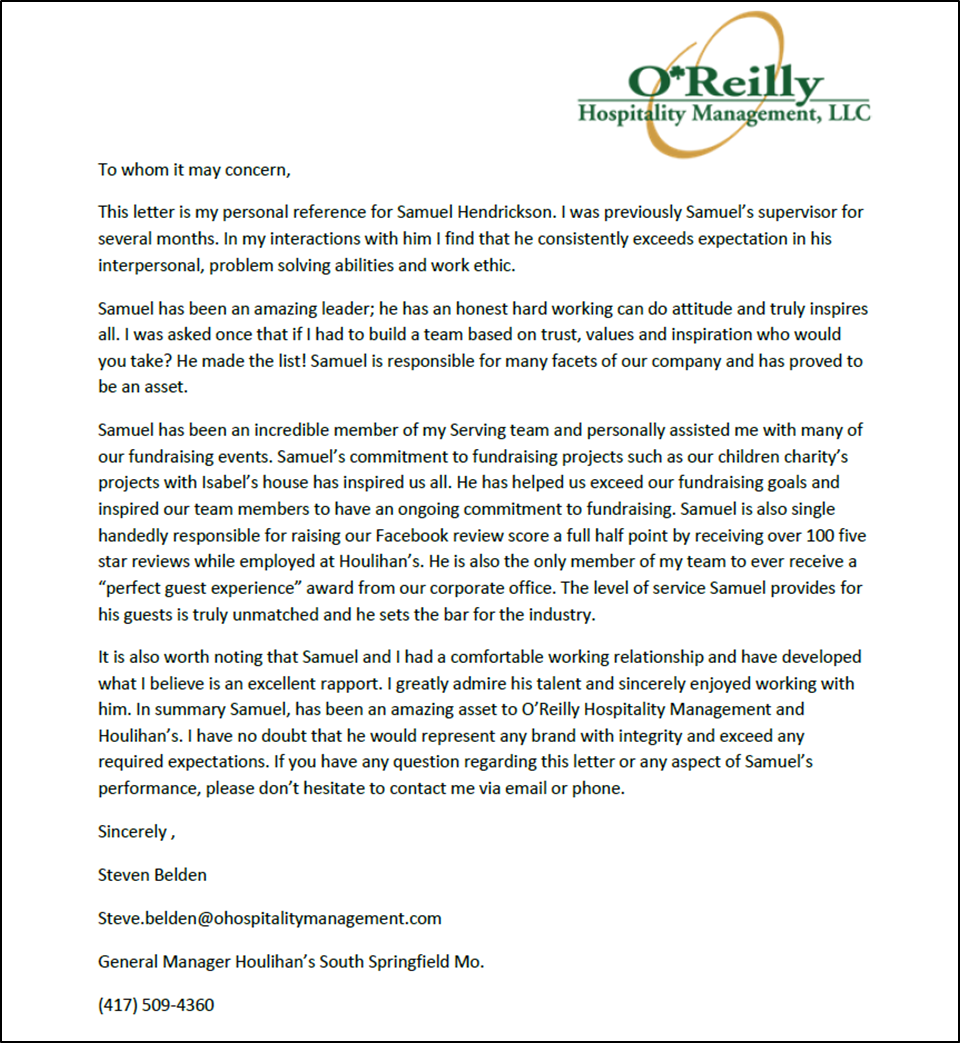 O'Reilly
Hospitality Management, LLC
To whom it may concern,
This letter is my personal reference for Samuel Hendrickson. I was previously Samuel’s supervisor for
several months. In my interactions with him I find that he consistently exceeds expectation in his
interpersonal, problem solving abilities and work ethic.
Samuel has been an amazing leader; he has an honest hard working can do attitude and truly inspires
all. I was asked once that if I had to build a team based on trust, values and inspiration who would
you take? He made the list! Samuel is responsible for many facets of our company and has proved to
be an asset.
Samuel has been an incredible member of my Serving team and personally assisted me with many of
our fundraising events. Samuel’s commitment to fundraising projects such as our children charity’s
projects with Isabel’s house has inspired us all. He has helped us exceed our fundraising goals and
inspired our team members to have an ongoing commitment to fundraising. Samuel is also single
handedly responsible for raising our Facebook review score a full half point by receiving over 100 five
star reviews while employed at Houlihan’s. He is also the only member of my team to ever receive a
“perfect guest experience” award from our corporate office. The level of service Samuel provides for
his guests is truly unmatched and he sets the bar for the industry.
It is also worth noting that Samuel and I had a comfortable working relationship and have developed
what I believe is an excellent rapport. I greatly admire his talent and sincerely enjoyed working with
him. In summary Samuel, has been an amazing asset to O’Reilly Hospitality Management and
Houlihan’s. I have no doubt that he would represent any brand with integrity and exceed any
required expectations. If you have any question regarding this letter or any aspect of Samuel’s
performance, please don’t hesitate to contact me via email or phone.
Sincerely ,
Steven Belden
Steve.belden@ohospitalitymanagement.com
General Manager Houlihan’s South Springfield Mo.
(417) 509-4360